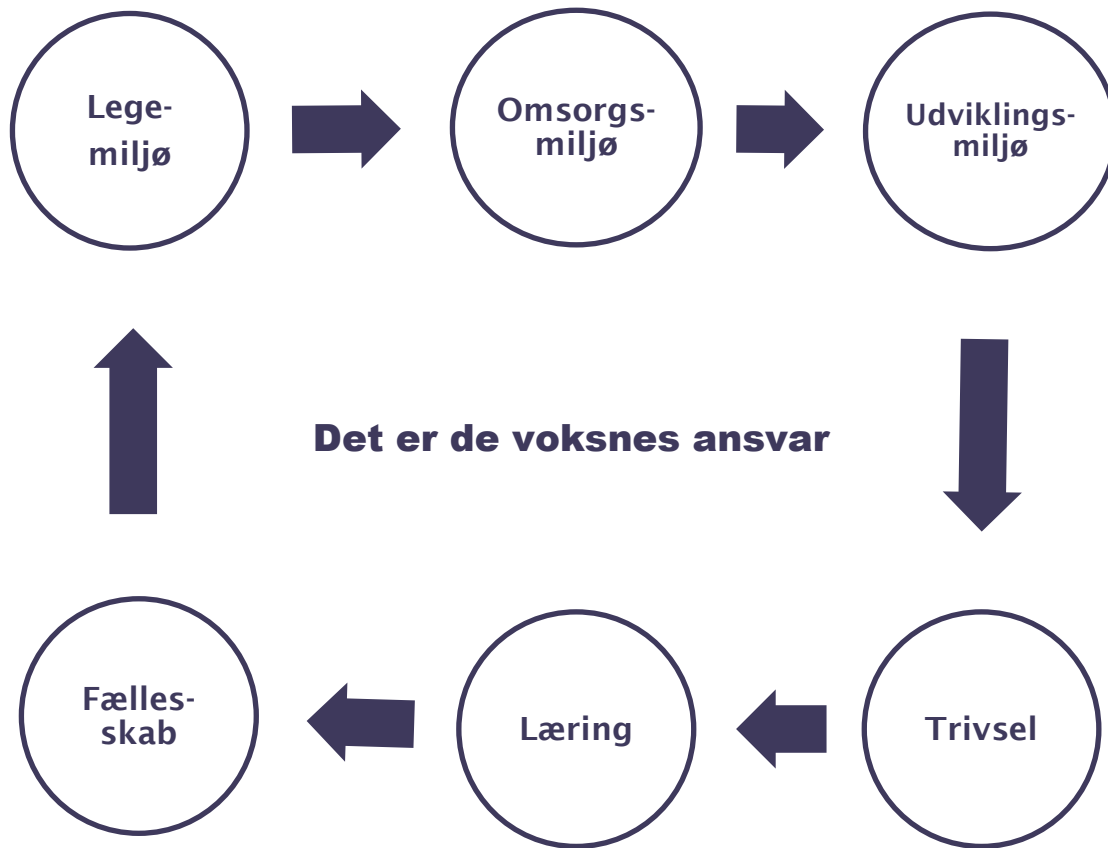 Lege-
miljø
Omsorgs-
miljø
Udviklings-
miljø
Det er de voksnes ansvar
Fælles-
skab
Læring
Trivsel